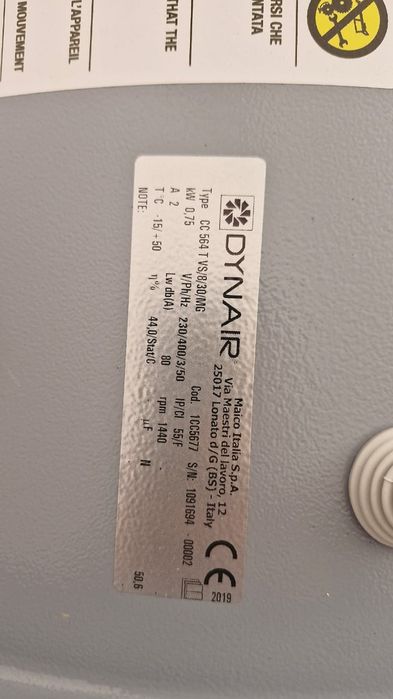 RSI CHE
NTATA
THAT THE
L'APPAREIL
MOUVEMENT
DYNAIR
Maico Italia S.p.A.
Via Maestri del lavoro, 12
25017 Lonato d/G (BS) - Italy
CE
2019
Type CC 564 T VS/8/30/MG Cod. 1CC5677 S/N: 1091694 - 00002
kW 0,75 V/Ph/Hz 230/400/3/50 IP/Cl 55/F
A 2 Lw db(A) 80 rpm 1440
T°C -15/+50 η% 44,0/Stat/C µF N
NOTE: 50,6